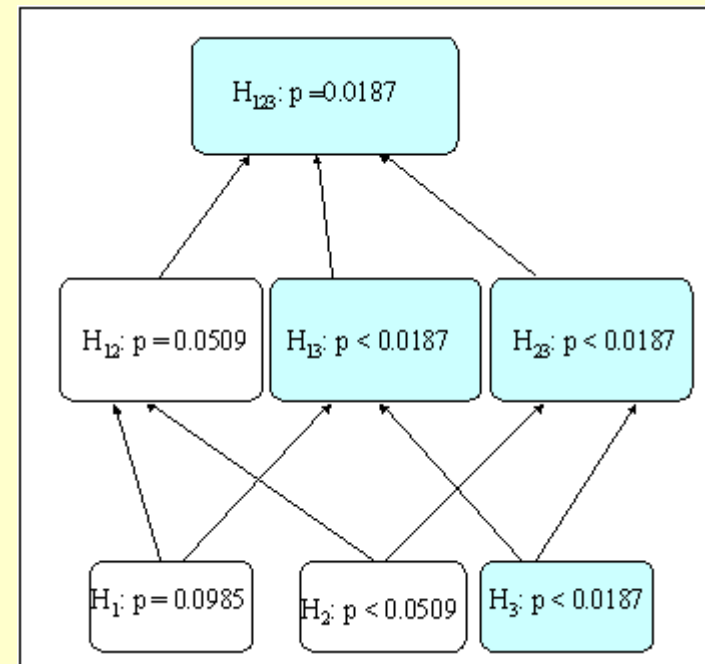 H₁₂₃: p =0.0187
H₁₂: p = 0.0509
H₁₃: p < 0.0187
H₂₃: p < 0.0187
H₁: p = 0.0985
H₂: p < 0.0509
H₃: p < 0.0187